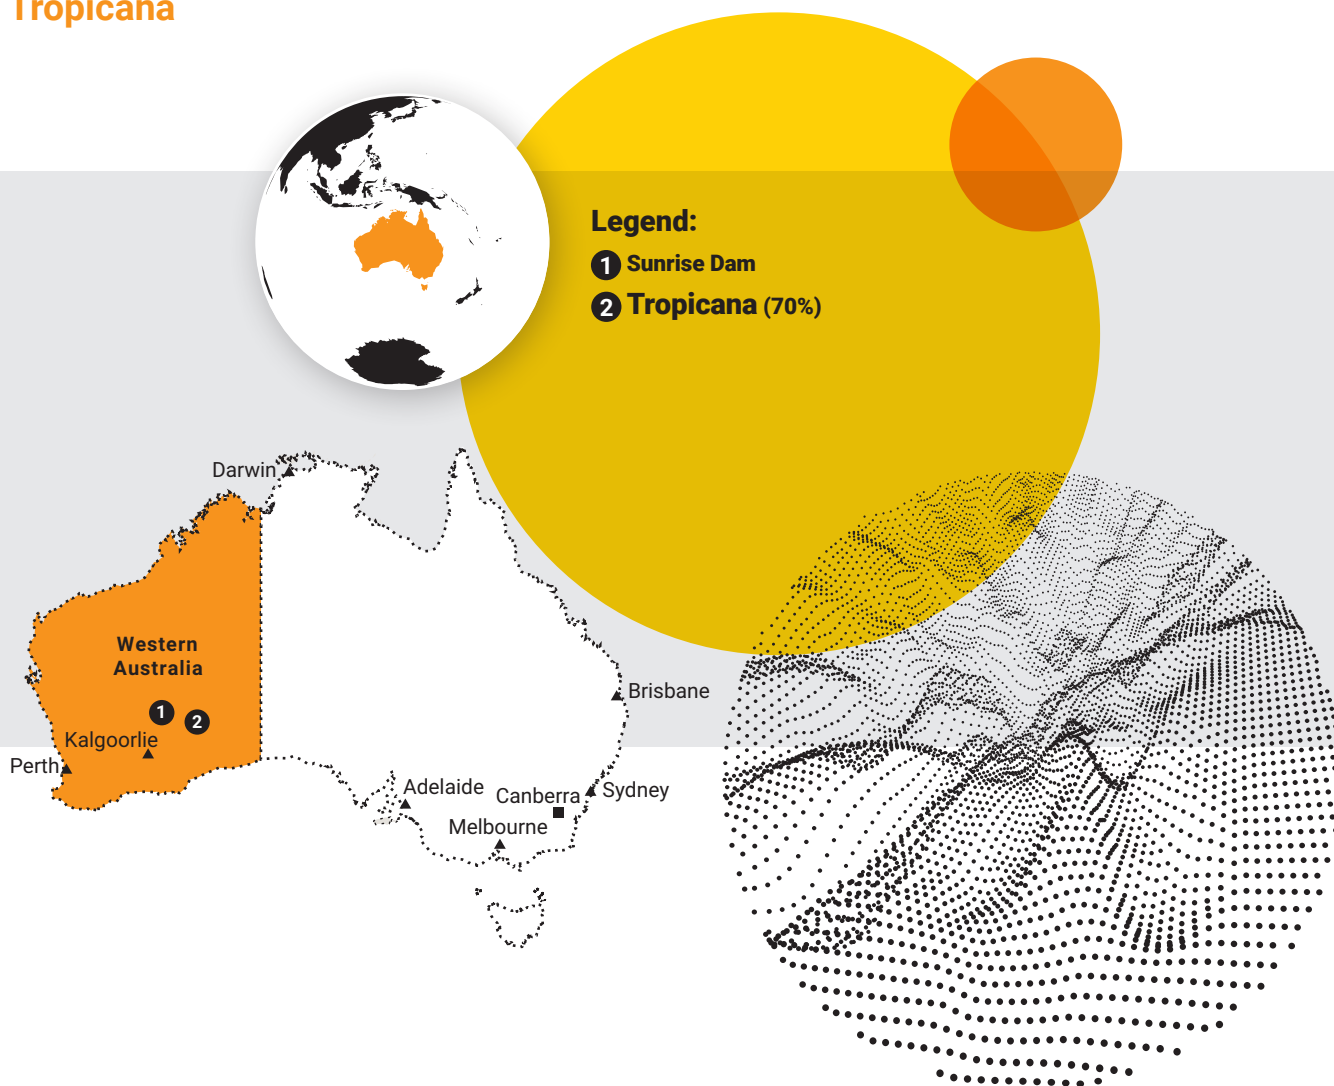 Tropicana
Legend:
1 Sunrise Dam
2 Tropicana (70%)
Darwin
Western
Australia
1
2
Brisbane
Kalgoorlie
Perth
Adelaide
Canberra
Sydney
Melbourne